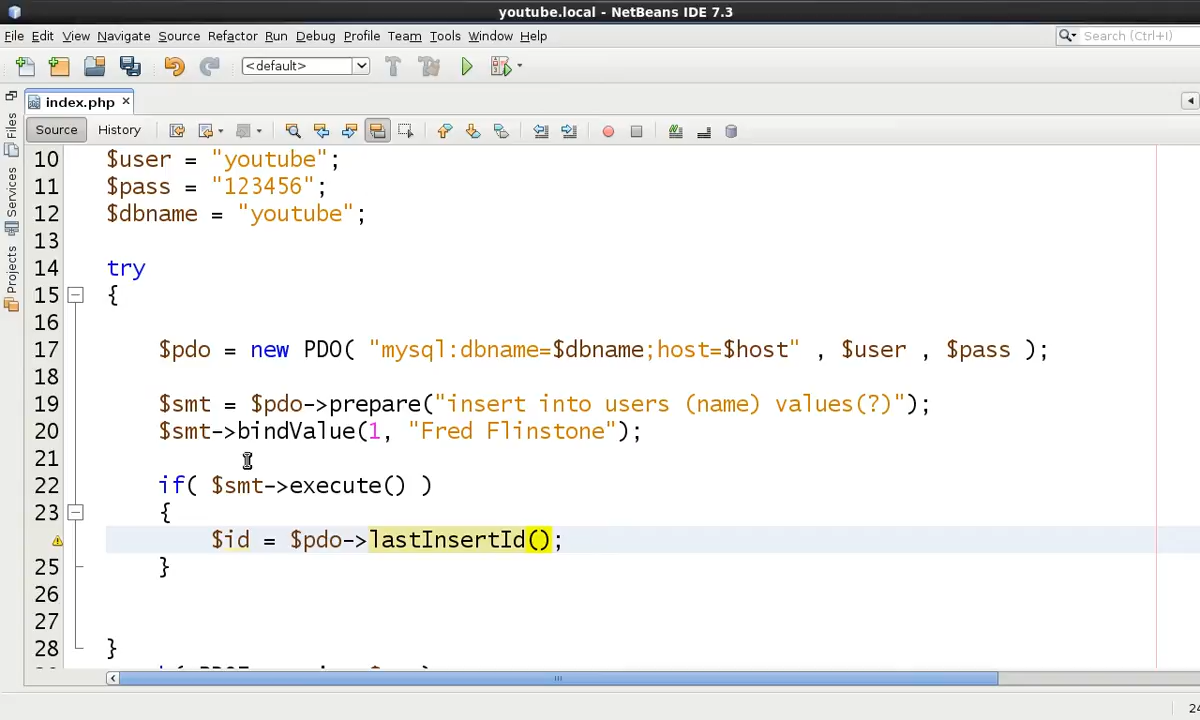 youtube.local - NetBeans IDE 7.3
File Edit View Navigate Source Refactor Run Debug Profile Team Tools Window Help
Search (Ctrl+I)
<default>
index.php
Source History
Files
Services
Projects
10 $user = "youtube";
11 $pass = "123456";
12 $dbname = "youtube";
13
14 try
15 {
16
17 $pdo = new PDO( "mysql:dbname=$dbname;host=$host" , $user , $pass );
18
19 $smt = $pdo->prepare("insert into users (name) values(?)");
20 $smt->bindValue(1, "Fred Flinstone");
21
22 if( $smt->execute() )
23 {
$id = $pdo->lastInsertId();
25 }
26
27
28 }